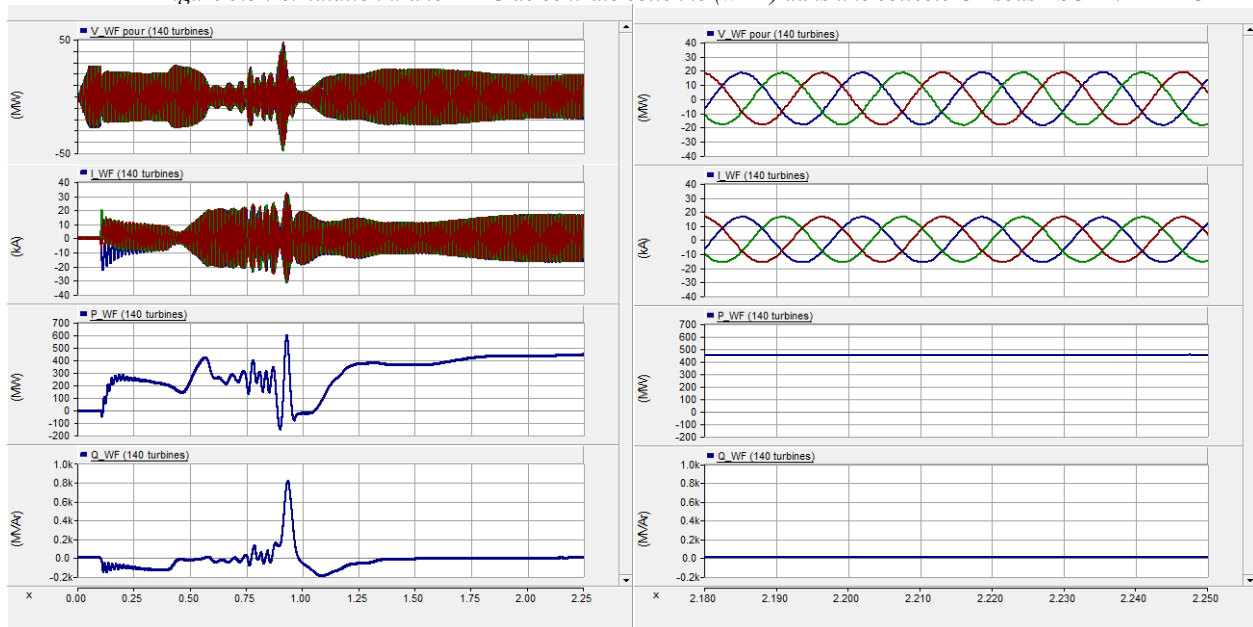 V_WF pour (140 turbines)
50
(MW)
-50
I_WF (140 turbines)
40
30
20
10
0
-10
-20
-30
-40
(kA)
P_WF (140 turbines)
700
600
500
400
300
200
100
0
-100
-200
(MW)
Q_WF (140 turbines)
1.0k
0.8k
0.6k
0.4k
0.2k
0.0
-0.2k
(MVAr)
x 0.00 0.25 0.50 0.75 1.00 1.25 1.50 1.75 2.00 2.25
V_WF pour (140 turbines)
40
30
20
10
0
-10
-20
-30
-40
(MW)
I_WF (140 turbines)
40
30
20
10
0
-10
-20
-30
-40
(kA)
P_WF (140 turbines)
700
600
500
400
300
200
100
0
-100
-200
(MW)
Q_WF (140 turbines)
1.0k
0.8k
0.6k
0.4k
0.2k
0.0
-0.2k
(MVAr)
x 2.180 2.190 2.200 2.210 2.220 2.230 2.240 2.250